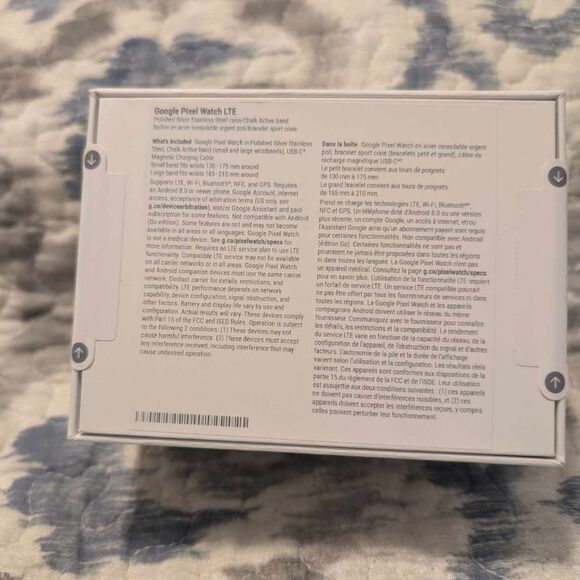 Google Pixel Watch LTE
Polished Silver Stainless Steel case/Chalk Active band
Boîtier en acier inoxydable argent poli/bracelet sport craie
What's included Google Pixel Watch in Polished Silver Stainless
Steel, Chalk Active band (small and large wristbands), USB-C®
Magnetic Charging Cable
Small band fits wrists 130–175 mm around
Large band fits wrists 165–210 mm around
Supports LTE, Wi-Fi, Bluetooth®, NFC, and GPS. Requires
an Android 8.0 or newer phone, Google Account, internet
access, acceptance of arbitration terms (US only, see
g.co/devicearbitration), and/or Google Assistant and paid
subscription for some features. Not compatible with Android
(Go edition). Some features are not and may not become
available in all areas or all languages. Google Pixel Watch
is not a medical device. See g.co/pixelwatch/specs for
more information. Requires an LTE service plan to use LTE
functionality. Compatible LTE service may not be available
on all carriers or in all areas. Google Pixel Watch
and Android companion devices must use the same carrier
network. Contact carrier for details, restrictions, and
compatibility. LTE performance depends on network
capability, device configuration, signal obstruction, and
other factors. Battery and display life vary by use and
configuration. Actual results will vary. These devices comply
with Part 15 of the FCC and ISED Rules. Operation is subject
to the following 2 conditions: (1) These devices may not
cause harmful interference. (2) These devices must accept
any interference received, including interference that may
cause undesired operation.
Dans la boîte Google Pixel Watch en acier inoxydable argent
poli, bracelet sport craie (bracelets petit et grand), câble de
recharge magnétique USB-C®
Le petit bracelet convient aux tours de poignets
de 130 mm à 175 mm.
Le grand bracelet convient aux tours de poignets
de 165 mm à 210 mm.
Prend en charge les technologies LTE, Wi-Fi, Bluetooth®,
NFC et GPS. Un téléphone doté d'Android 8.0 ou une version
plus récente, un compte Google, un accès à internet, et/ou
l'Assistant Google ainsi qu'un abonnement payant sont requis
pour certaines fonctionnalités. Non compatible avec Android
(édition Go). Certaines fonctionnalités ne sont pas et
pourraient ne jamais être proposées dans toutes les régions
ni dans toutes les langues. La Google Pixel Watch n'est pas
un appareil médical. Consultez la page g.co/pixelwatch/specs
pour en savoir plus. L'utilisation de la fonctionnalité LTE requiert
un forfait de service LTE. Un service LTE compatible pourrait
ne pas être offert par tous les fournisseurs de services ni dans
toutes les régions. La Google Pixel Watch et les appareils
compagnons Android doivent utiliser le réseau du même
fournisseur. Communiquez avec le fournisseur pour connaître
les détails, les restrictions et la compatibilité. Le rendement
du service LTE varie en fonction de la capacité du réseau, de la
configuration de l'appareil, de l'obstruction du signal et d'autres
facteurs. L'autonomie de la pile et la durée de l'affichage
varient selon l'utilisation et la configuration. Les résultats réels
varieront. Ces appareils sont conformes aux dispositions de la
partie 15 du règlement de la FCC et de l'ISDE. Leur utilisation
est assujettie aux deux conditions suivantes : (1) ces appareils
ne doivent pas causer d'interférences nuisibles, et (2) ces
appareils doivent accepter les interférences reçues, y compris
celles pouvant perturber leur fonctionnement.